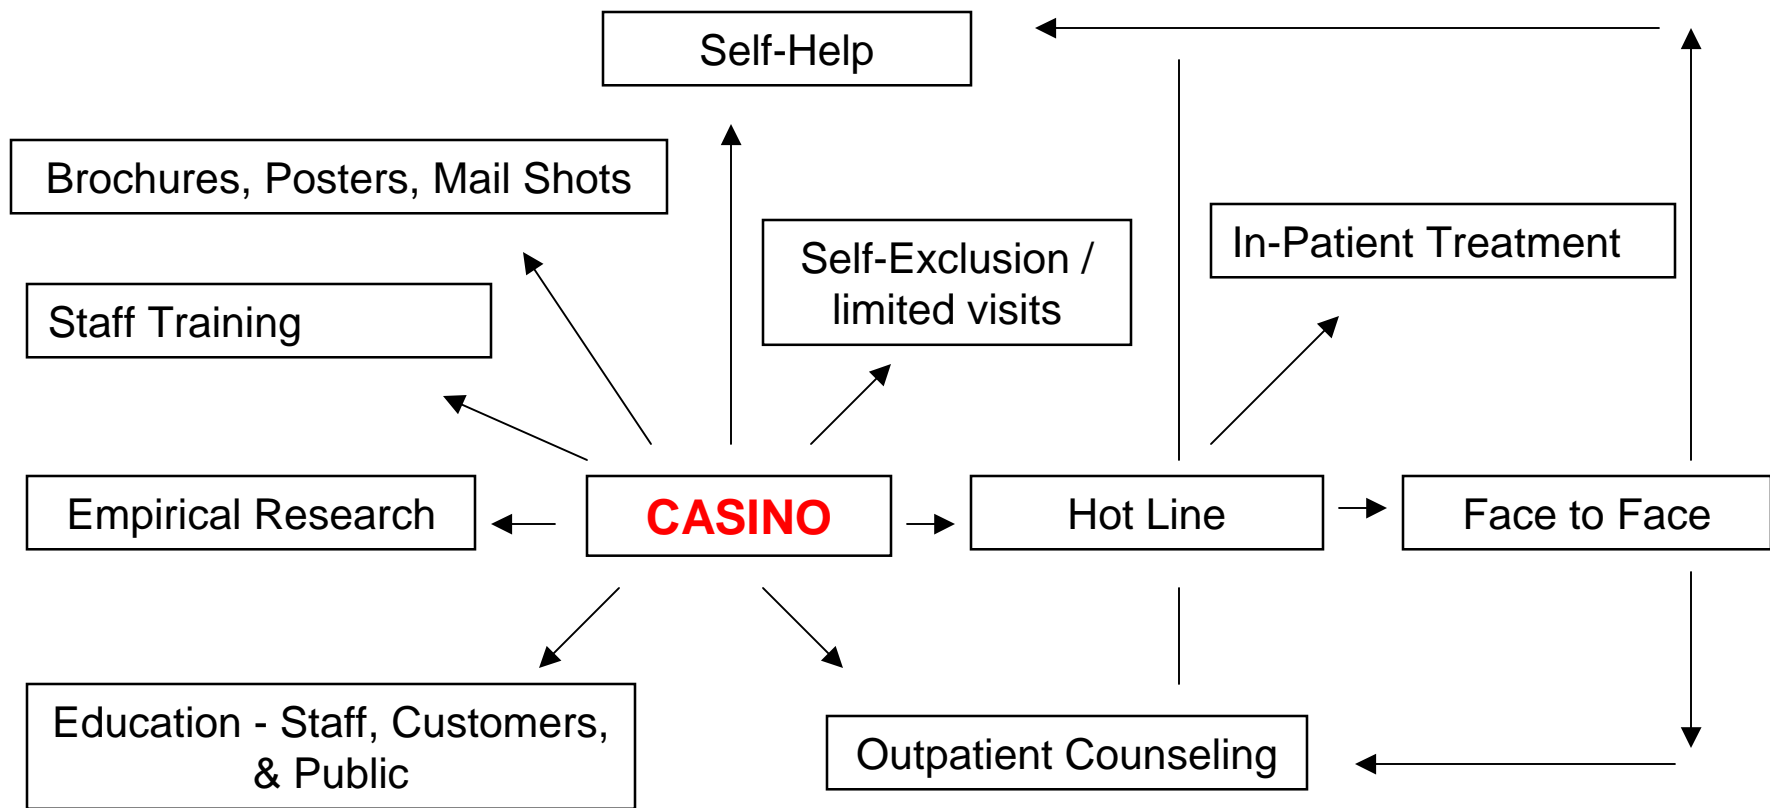 Self-Help
Brochures, Posters, Mail Shots
Self-Exclusion /
limited visits
In-Patient Treatment
Staff Training
Empirical Research
CASINO
Hot Line
Face to Face
Education - Staff, Customers,
& Public
Outpatient Counseling